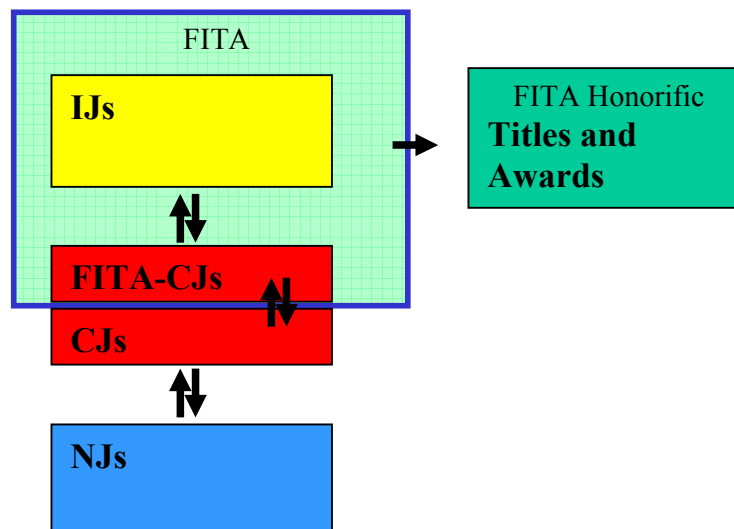 FITA
IJs
FITA-CJs
CJs
NJs
FITA Honorific
Titles and
Awards